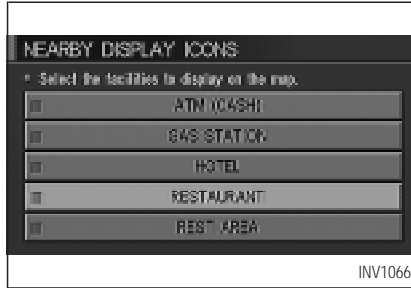 NEARBY DISPLAY ICONS
• Select the facilities to display on the map.
ATM (CASH)
GAS STATION
HOTEL
RESTAURANT
REST AREA
INV1066